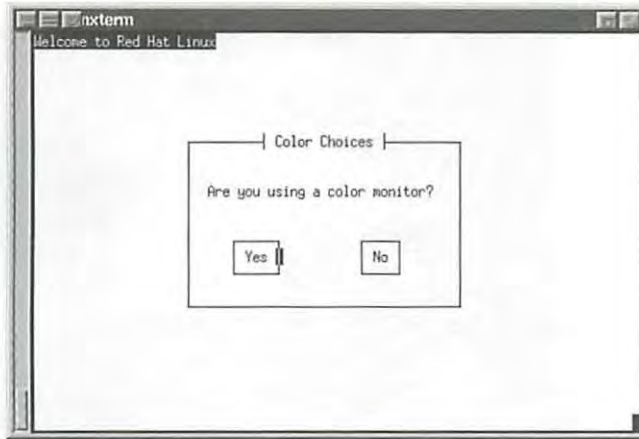 nxterm
Welcome to Red Hat Linux
Color Choices
Are you using a color monitor?
Yes
No